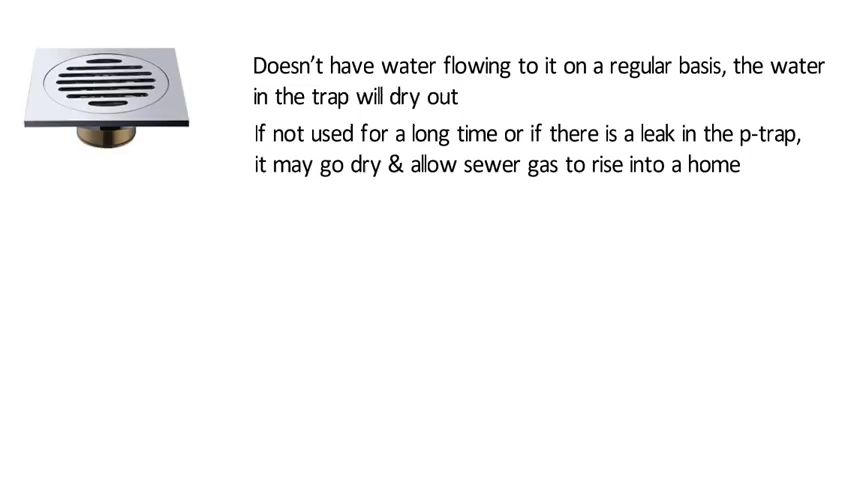 Doesn’t have water flowing to it on a regular basis, the water
in the trap will dry out
If not used for a long time or if there is a leak in the p-trap,
it may go dry & allow sewer gas to rise into a home